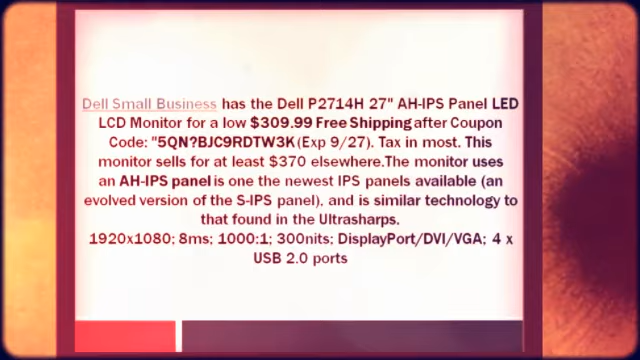 Dell Small Business has the Dell P2714H 27" AH-IPS Panel LED
LCD Monitor for a low $309.99 Free Shipping after Coupon
Code: "5QN?BJC9RDTW3K (Exp 9/27). Tax in most. This
monitor sells for at least $370 elsewhere.The monitor uses
an AH-IPS panel is one the newest IPS panels available (an
evolved version of the S-IPS panel), and is similar technology to
that found in the Ultrasharps.
1920x1080; 8ms; 1000:1; 300nits; DisplayPort/DVI/VGA; 4 x
USB 2.0 ports